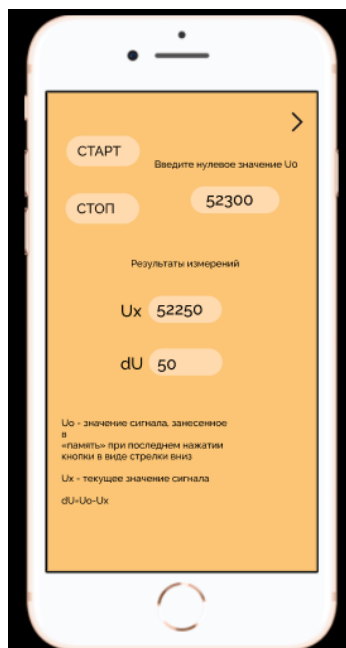 СТАРТ
Введите нулевое значение U0
СТОП
52300
Результаты измерений
Ux 52250
dU 50
Uo - значение сигнала, занесенное
в
«память» при последнем нажатии
кнопки в виде стрелки вниз
Ux - текущее значение сигнала
dU=Uo-Ux